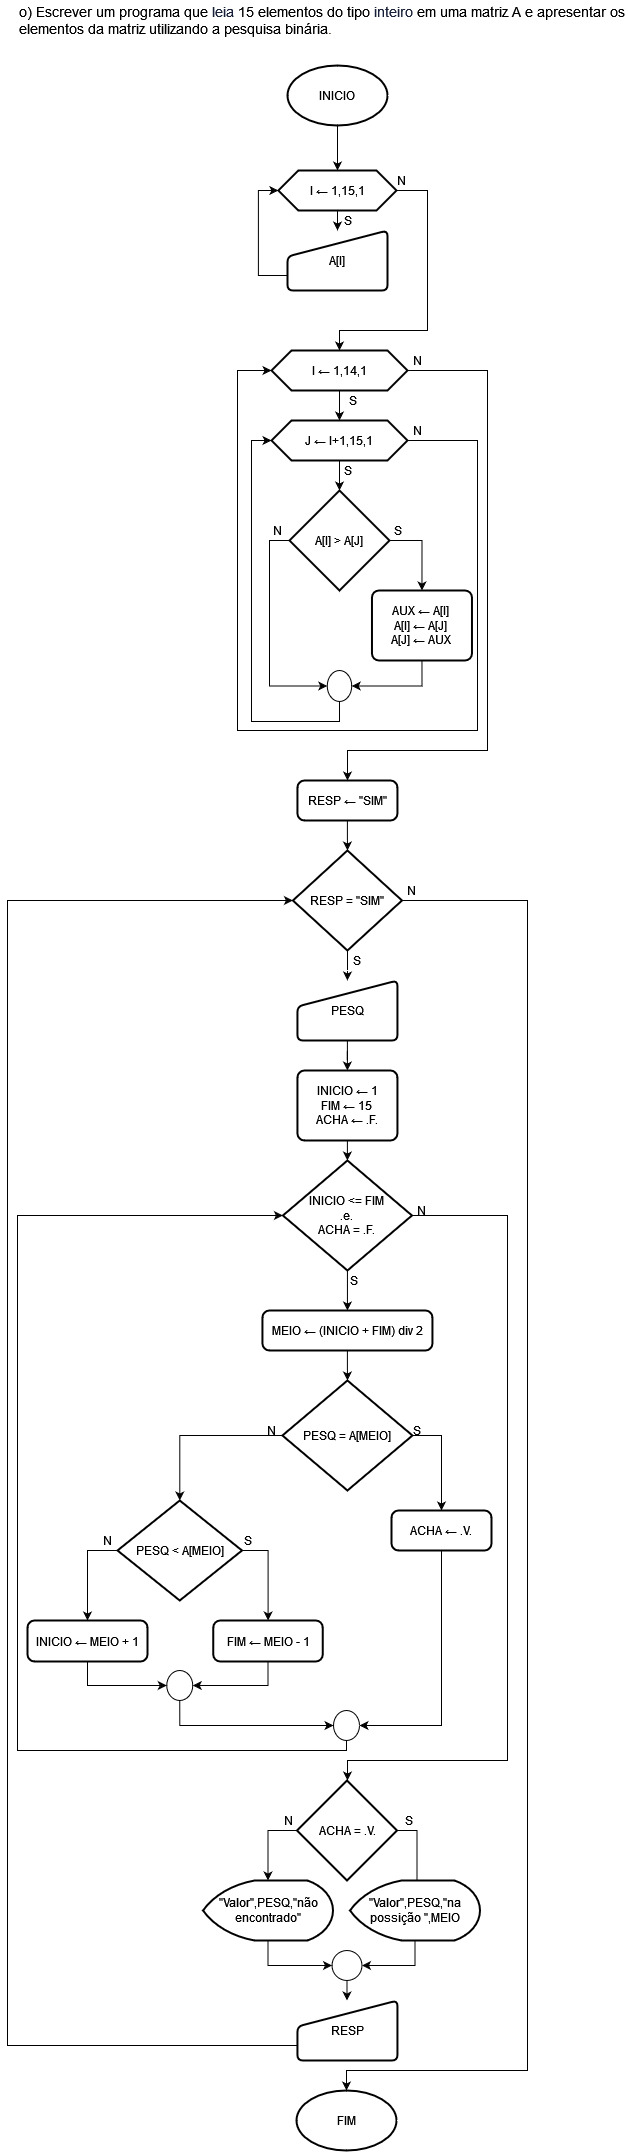 o) Escrever um programa que leia 15 elementos do tipo inteiro em uma matriz A e apresentar os
elementos da matriz utilizando a pesquisa binária.
INICIO
I ← 1,15,1
N
S
A[I]
I ← 1,14,1
N
S
J ← I+1,15,1
N
S
A[I] > A[J]
N
S
AUX ← A[I]
A[I] ← A[J]
A[J] ← AUX
RESP ← "SIM"
RESP = "SIM"
N
S
PESQ
INICIO ← 1
FIM ← 15
ACHA ← .F.
INICIO <= FIM
.e.
ACHA = .F.
N
S
MEIO ← (INICIO + FIM) div 2
PESQ = A[MEIO]
N
S
ACHA ← .V.
PESQ < A[MEIO]
N
S
INICIO ← MEIO + 1
FIM ← MEIO - 1
ACHA = .V.
N
S
"Valor",PESQ,"não
encontrado"
"Valor",PESQ,"na
possição ",MEIO
RESP
FIM